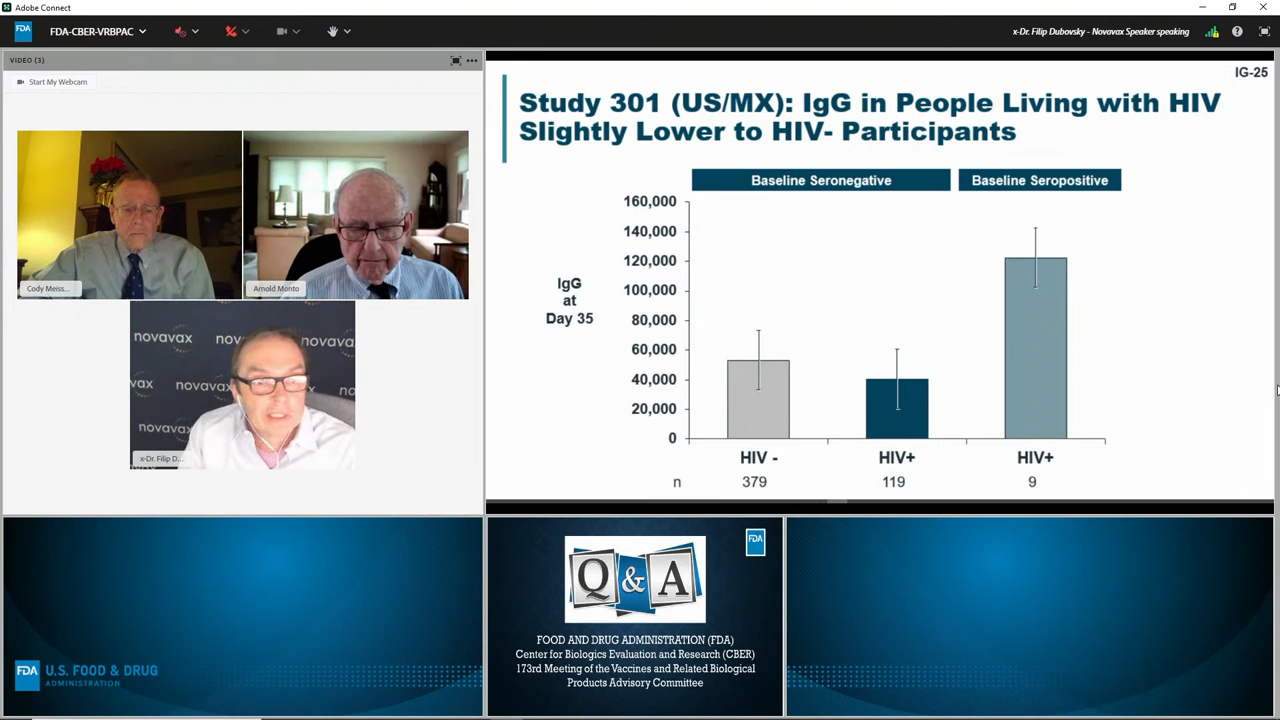 Adobe Connect
FDA
FDA-CBER-VRBPAC
x-Dr. Filip Dubovsky - Novavax Speaker speaking
VIDEO (3)
Start My Webcam
Cody Meiss...
Arnold Monto
novavax
novavax
novavax
x-Dr. Filip D...
IG-25
Study 301 (US/MX): IgG in People Living with HIV
Slightly Lower to HIV- Participants
Baseline Seronegative
Baseline Seropositive
IgG
at
Day 35
160,000
140,000
120,000
100,000
80,000
60,000
40,000
20,000
0
HIV -
HIV+
HIV+
n
379
119
9
FDA
U.S. FOOD & DRUG
ADMINISTRATION
FDA
Q&A
FOOD AND DRUG ADMINISTRATION (FDA)
Center for Biologics Evaluation and Research (CBER)
173rd Meeting of the Vaccines and Related Biological
Products Advisory Committee